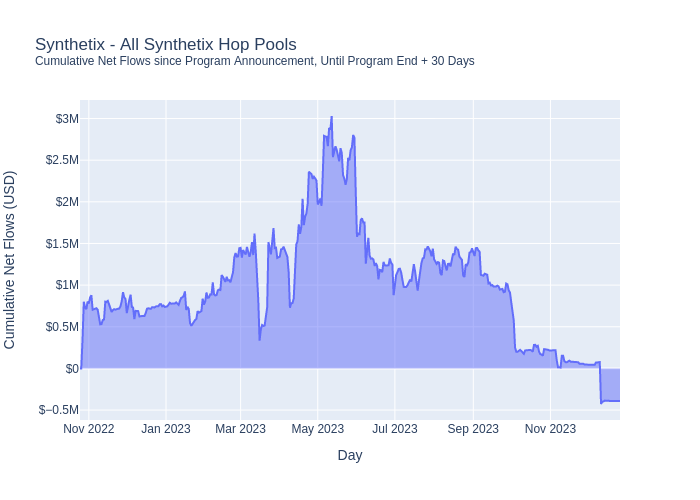 Synthetix - All Synthetix Hop Pools
Cumulative Net Flows since Program Announcement, Until Program End + 30 Days
Cumulative Net Flows (USD)
$3M
$2.5M
$2M
$1.5M
$1M
$0.5M
$0
$−0.5M
Nov 2022 Jan 2023 Mar 2023 May 2023 Jul 2023 Sep 2023 Nov 2023
Day